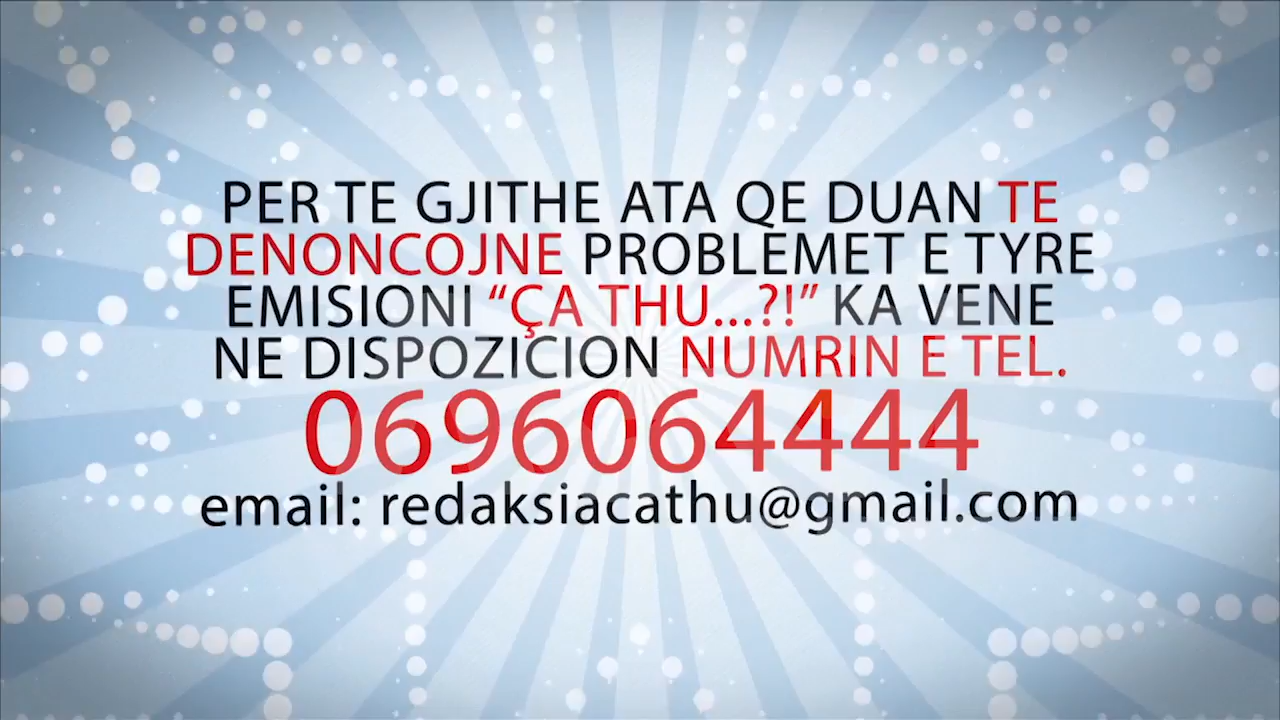 PER TE GJITHE ATA QE DUAN TE
DENONCOJNE PROBLEMET E TYRE
EMISIONI “ÇA THU...?!” KA VENE
NE DISPOZICION NUMRIN E TEL.
0696064444
email: redaksiacathu@gmail.com